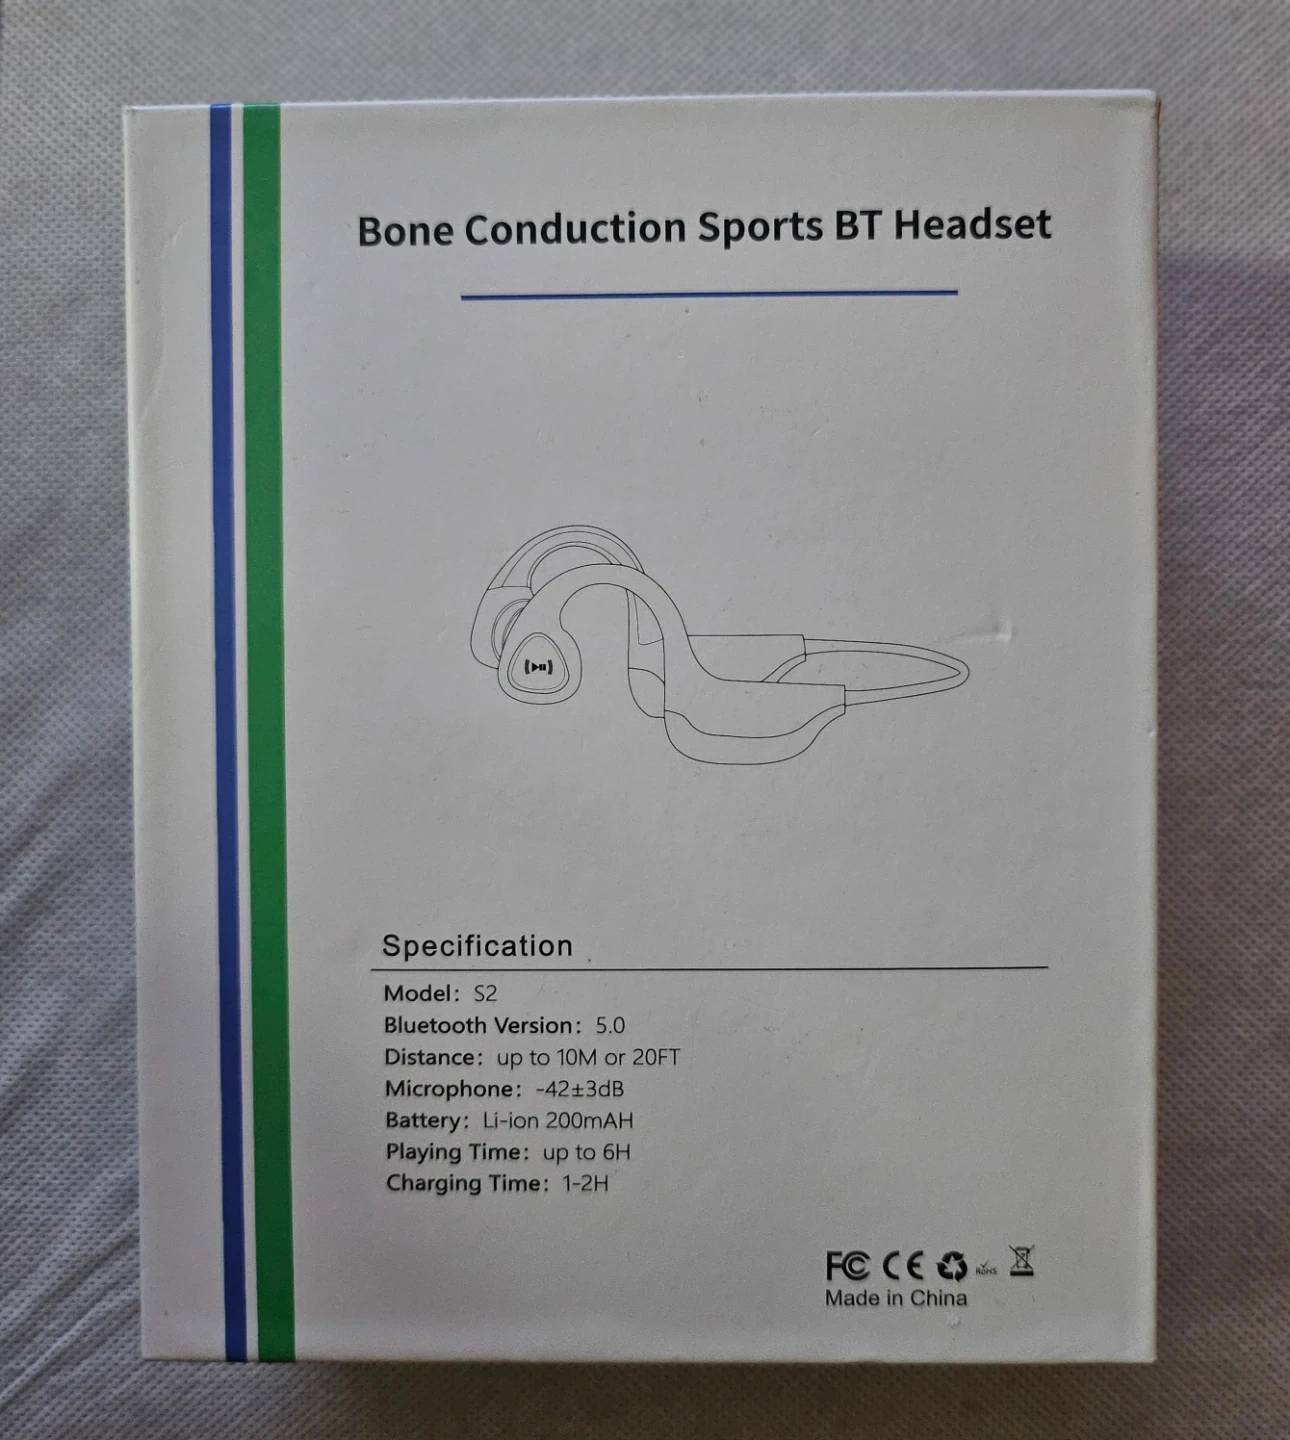 Bone Conduction Sports BT Headset
Specification
Model: S2
Bluetooth Version: 5.0
Distance: up to 10M or 20FT
Microphone: -42±3dB
Battery: Li-ion 200mAH
Playing Time: up to 6H
Charging Time: 1-2H
FC CE RoHS
Made in China